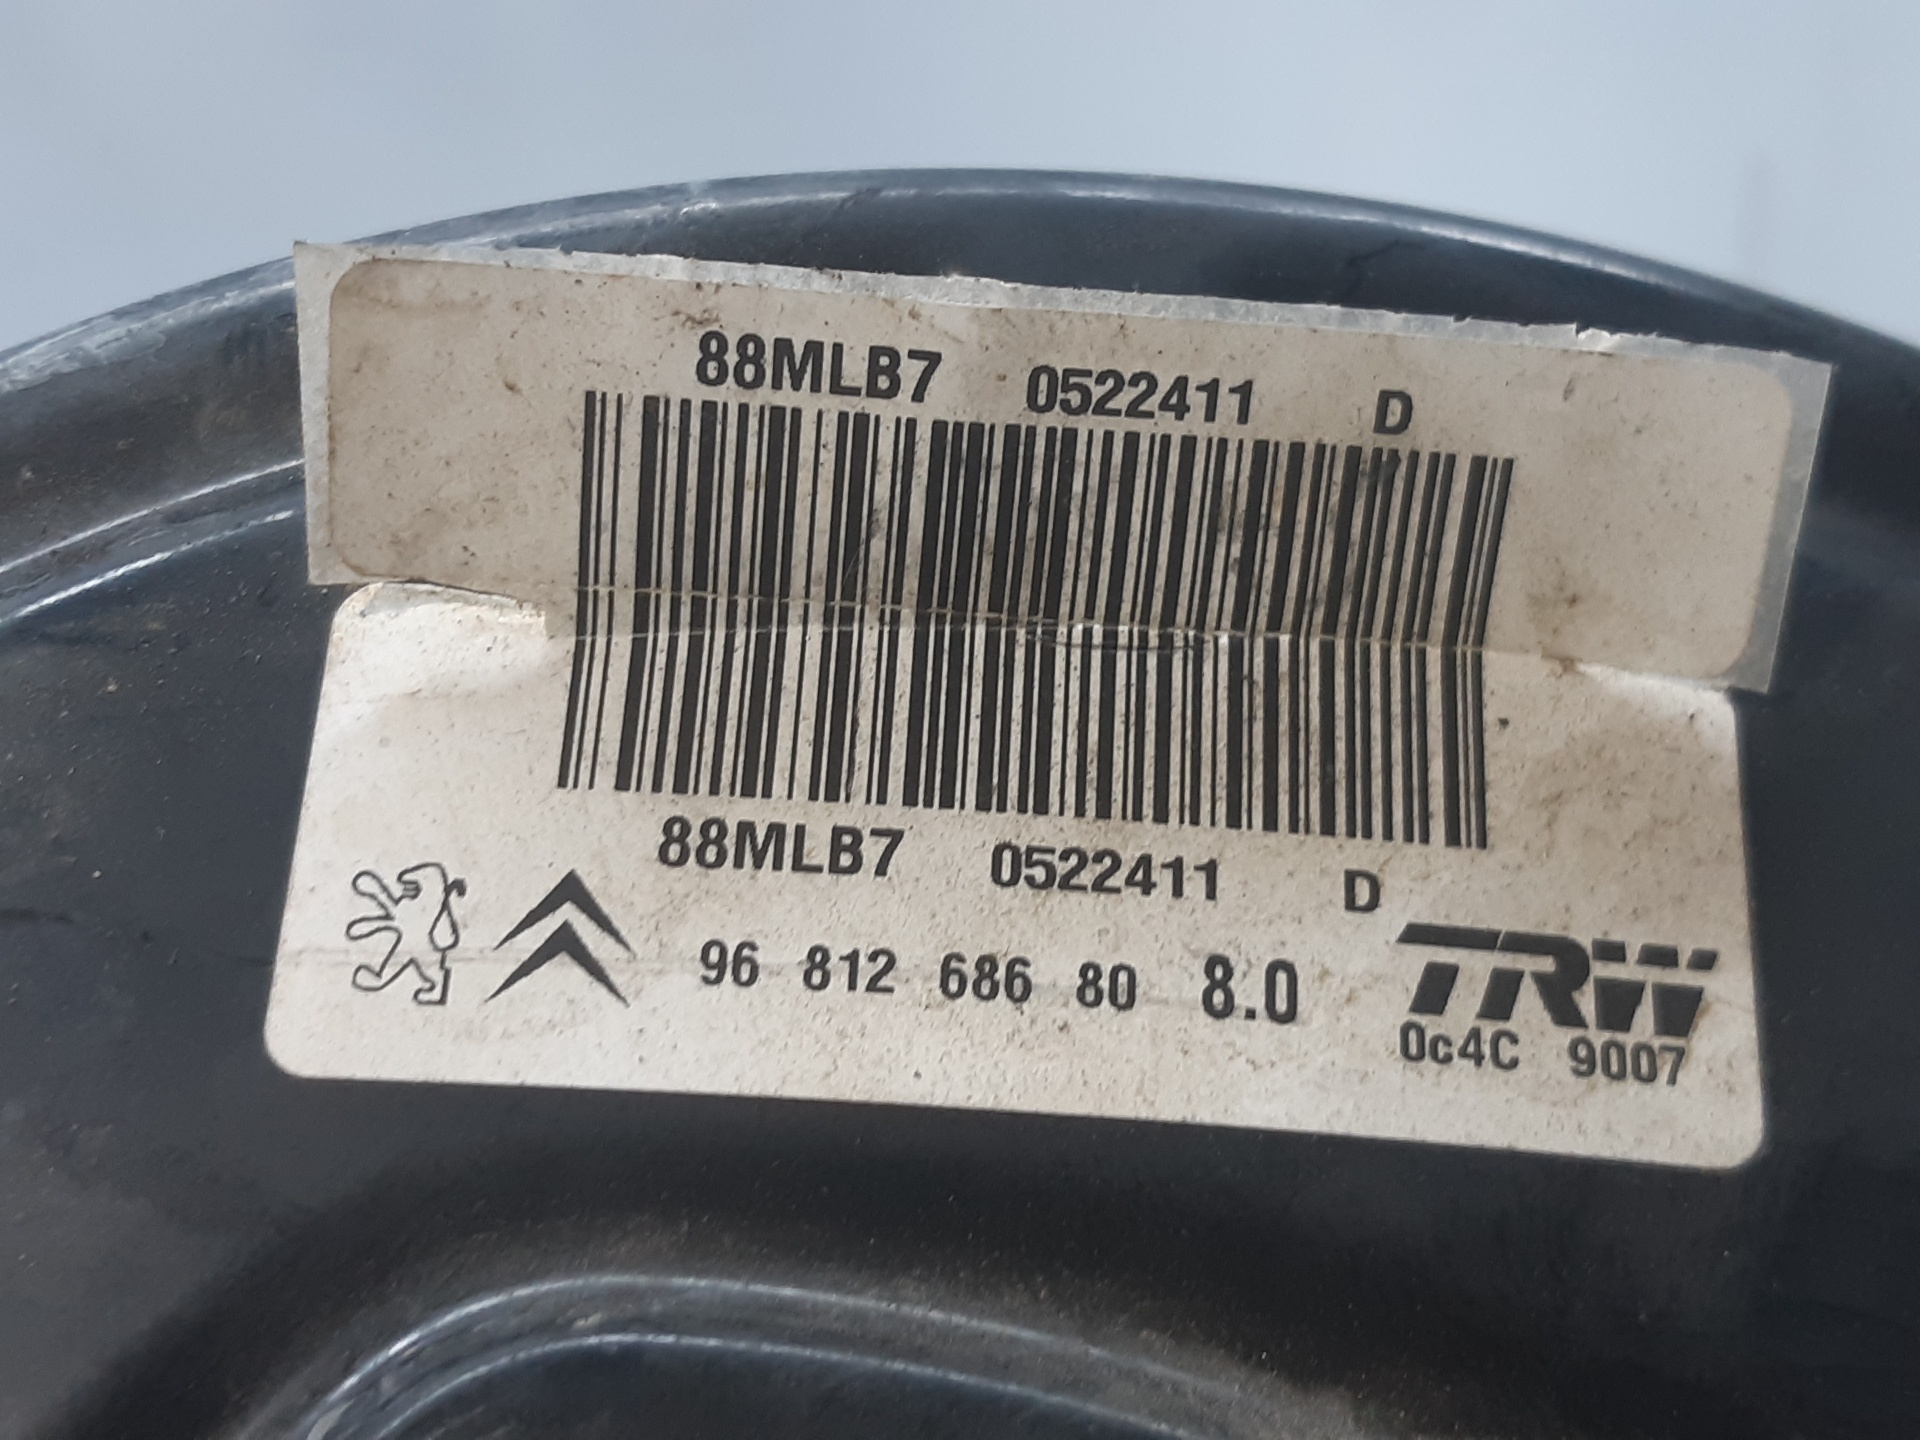 88MLB7 0522411 D
88MLB7 0522411 D
96 812 686 80 8.0 TRW
0c4C 9007